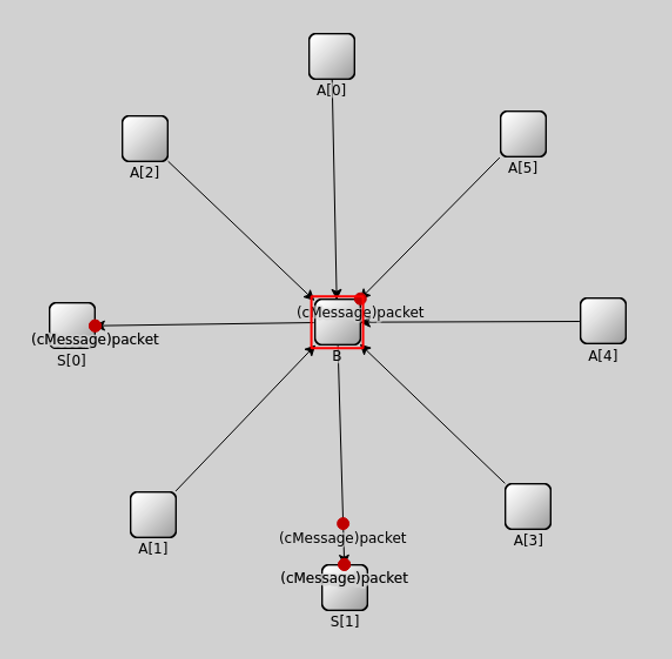 A[0]
A[2]
A[5]
(cMessage)packet
B
(cMessage)packet
S[0]
A[4]
A[1]
(cMessage)packet
A[3]
(cMessage)packet
S[1]